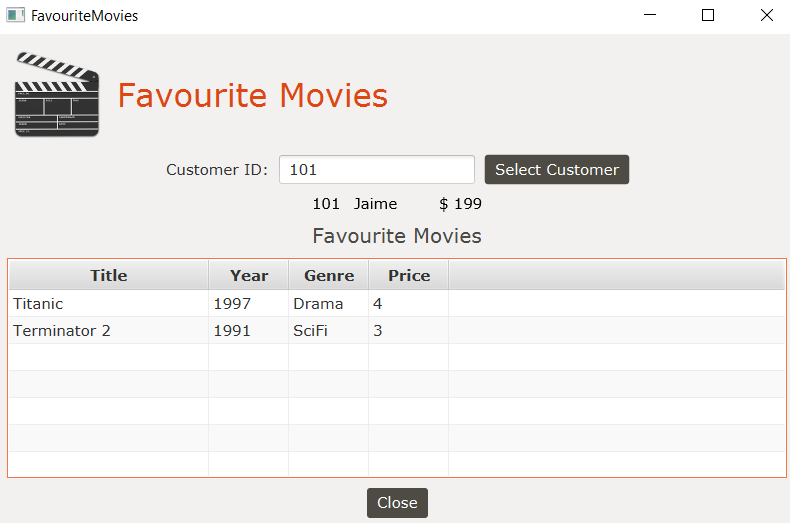 FavouriteMovies
Favourite Movies
Customer ID: 101 Select Customer
101 Jaime $ 199
Favourite Movies
Title Year Genre Price
Titanic 1997 Drama 4
Terminator 2 1991 SciFi 3
Close